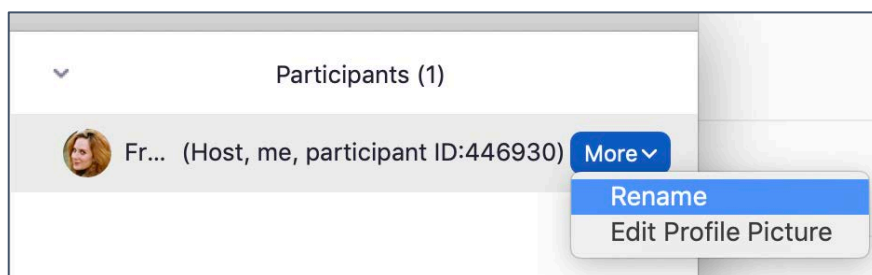 Participants (1)
Fr... (Host, me, participant ID:446930) More
Rename
Edit Profile Picture